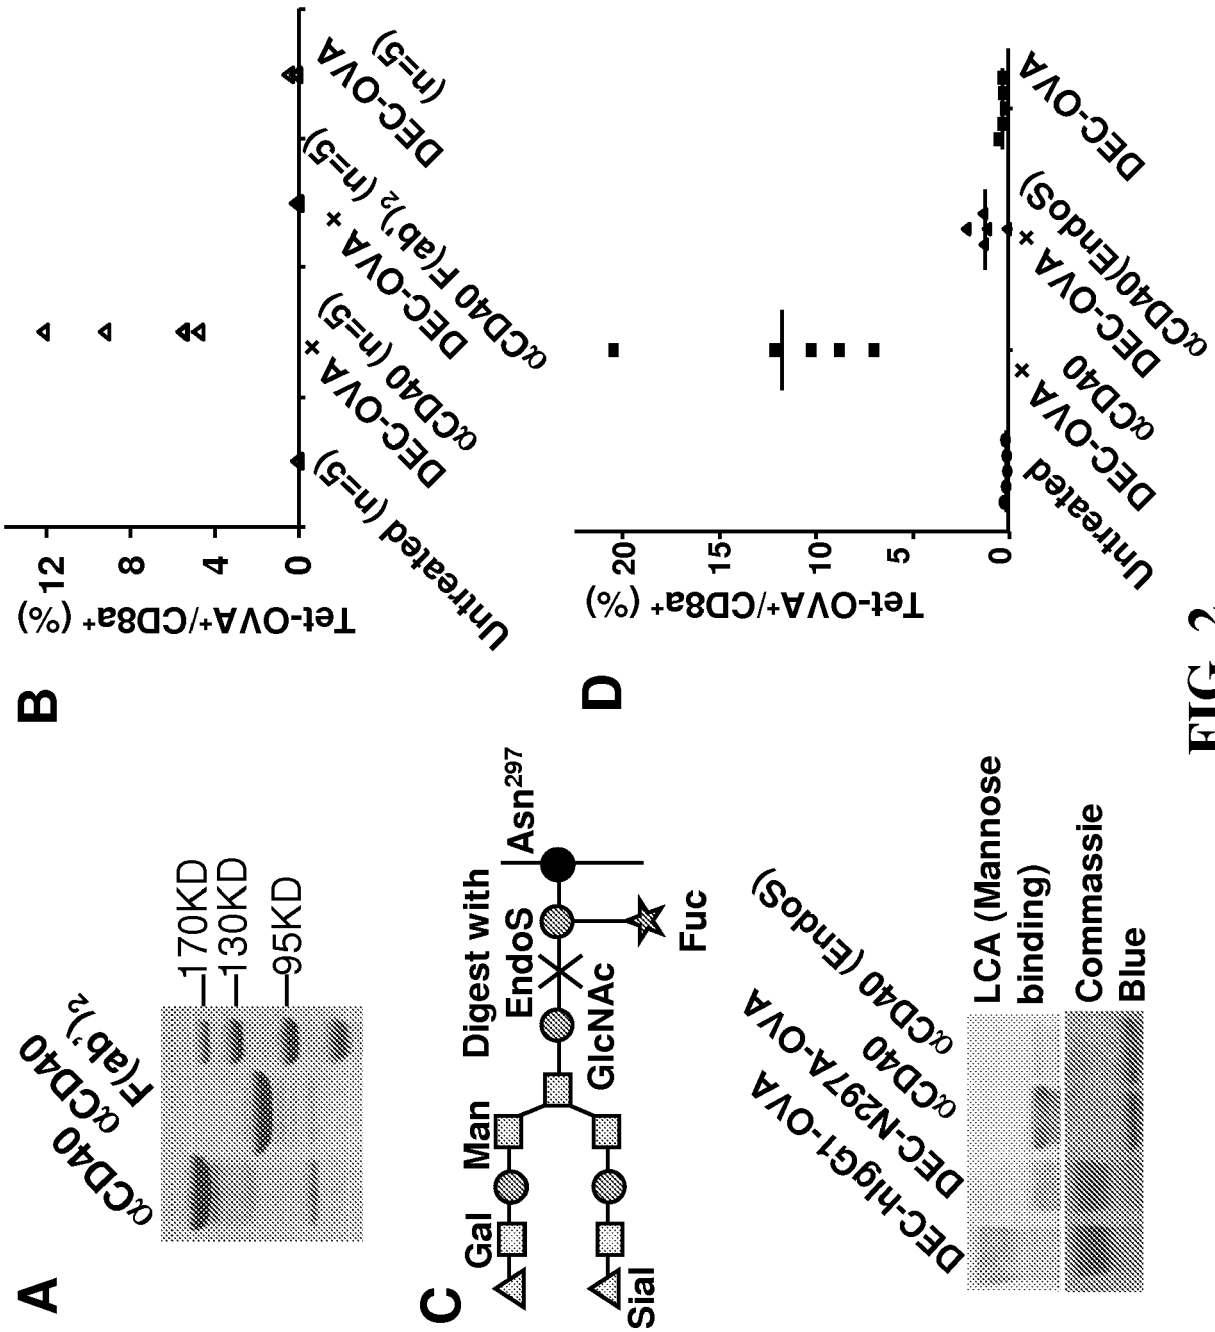 A
αCD40
αCD40
F(ab')₂
170KD
130KD
95KD
B
Tet-OVA⁺/CD8a⁺ (%)
12
8
4
0
Untreated (n=5)
DEC-OVA
+
αCD40 (n=5)
DEC-OVA
+
αCD40 F(ab')₂ (n=5)
DEC-OVA
(n=5)
C
Sial
Gal
Man
GlcNAc
Digest with
EndoS
Asn²⁹⁷
Fuc
DEC-hIgG1-OVA
DEC-N297A-OVA
αCD40
αCD40 (EndoS)
LCA (Mannose
binding)
Commassie
Blue
D
Tet-OVA⁺/CD8a⁺ (%)
20
15
10
5
0
Untreated
DEC-OVA
+
αCD40
DEC-OVA
+
αCD40(EndoS)
DEC-OVA
FIG. 2